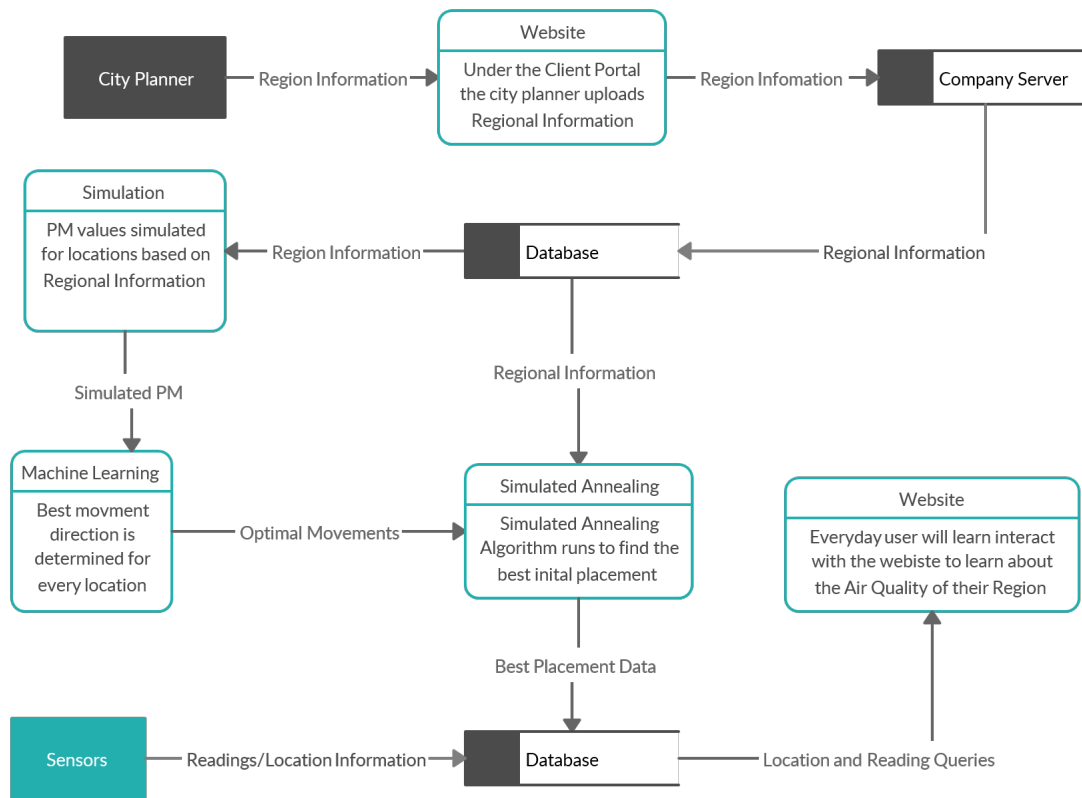 Website
City Planner
Region Information
Under the Client Portal
the city planner uploads
Regional Information
Region Infomation
Company Server
Simulation
PM values simulated
for locations based on
Regional Information
Region Information
Database
Regional Information
Regional Information
Simulated PM
Machine Learning
Best movment
direction is
determined for
every location
Optimal Movements
Simulated Annealing
Simulated Annealing
Algorithm runs to find the
best inital placement
Website
Everyday user will learn interact
with the webiste to learn about
the Air Quality of their Region
Best Placement Data
Sensors
Readings/Location Information
Database
Location and Reading Queries